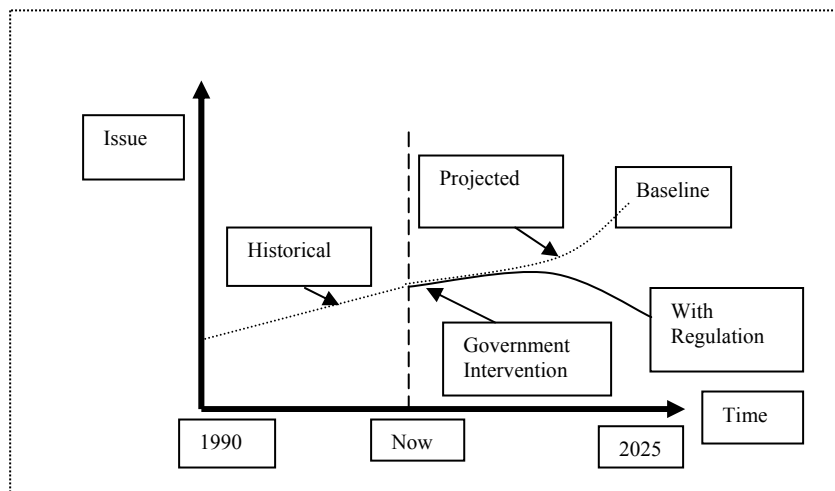 Issue
Projected
Baseline
Historical
With
Regulation
Government
Intervention
Time
1990
Now
2025